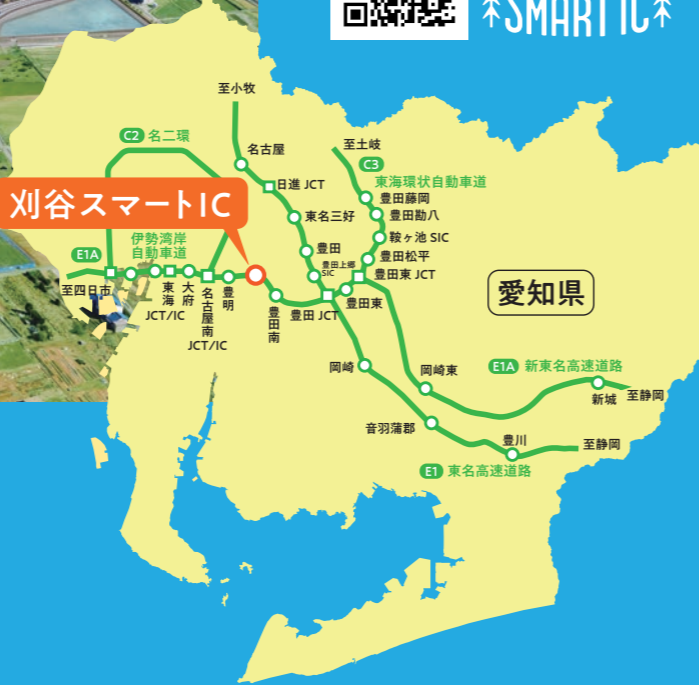 SMART IC
至小牧
C2 名二環
名古屋
至土岐
C3
東海環状自動車道
日進 JCT
豊田藤岡
刈谷スマートIC
東名三好
豊田勘八
鞍ヶ池 SIC
伊勢湾岸
自動車道
豊田
豊田松平
E1A
豊田上郷
SIC
豊田東 JCT
至四日市
東海
JCT/IC
大府
名古屋南
JCT/IC
豊明
豊田南
豊田 JCT
豊田東
愛知県
岡崎
岡崎東
E1A 新東名高速道路
新城
至静岡
音羽蒲郡
豊川
至静岡
E1 東名高速道路